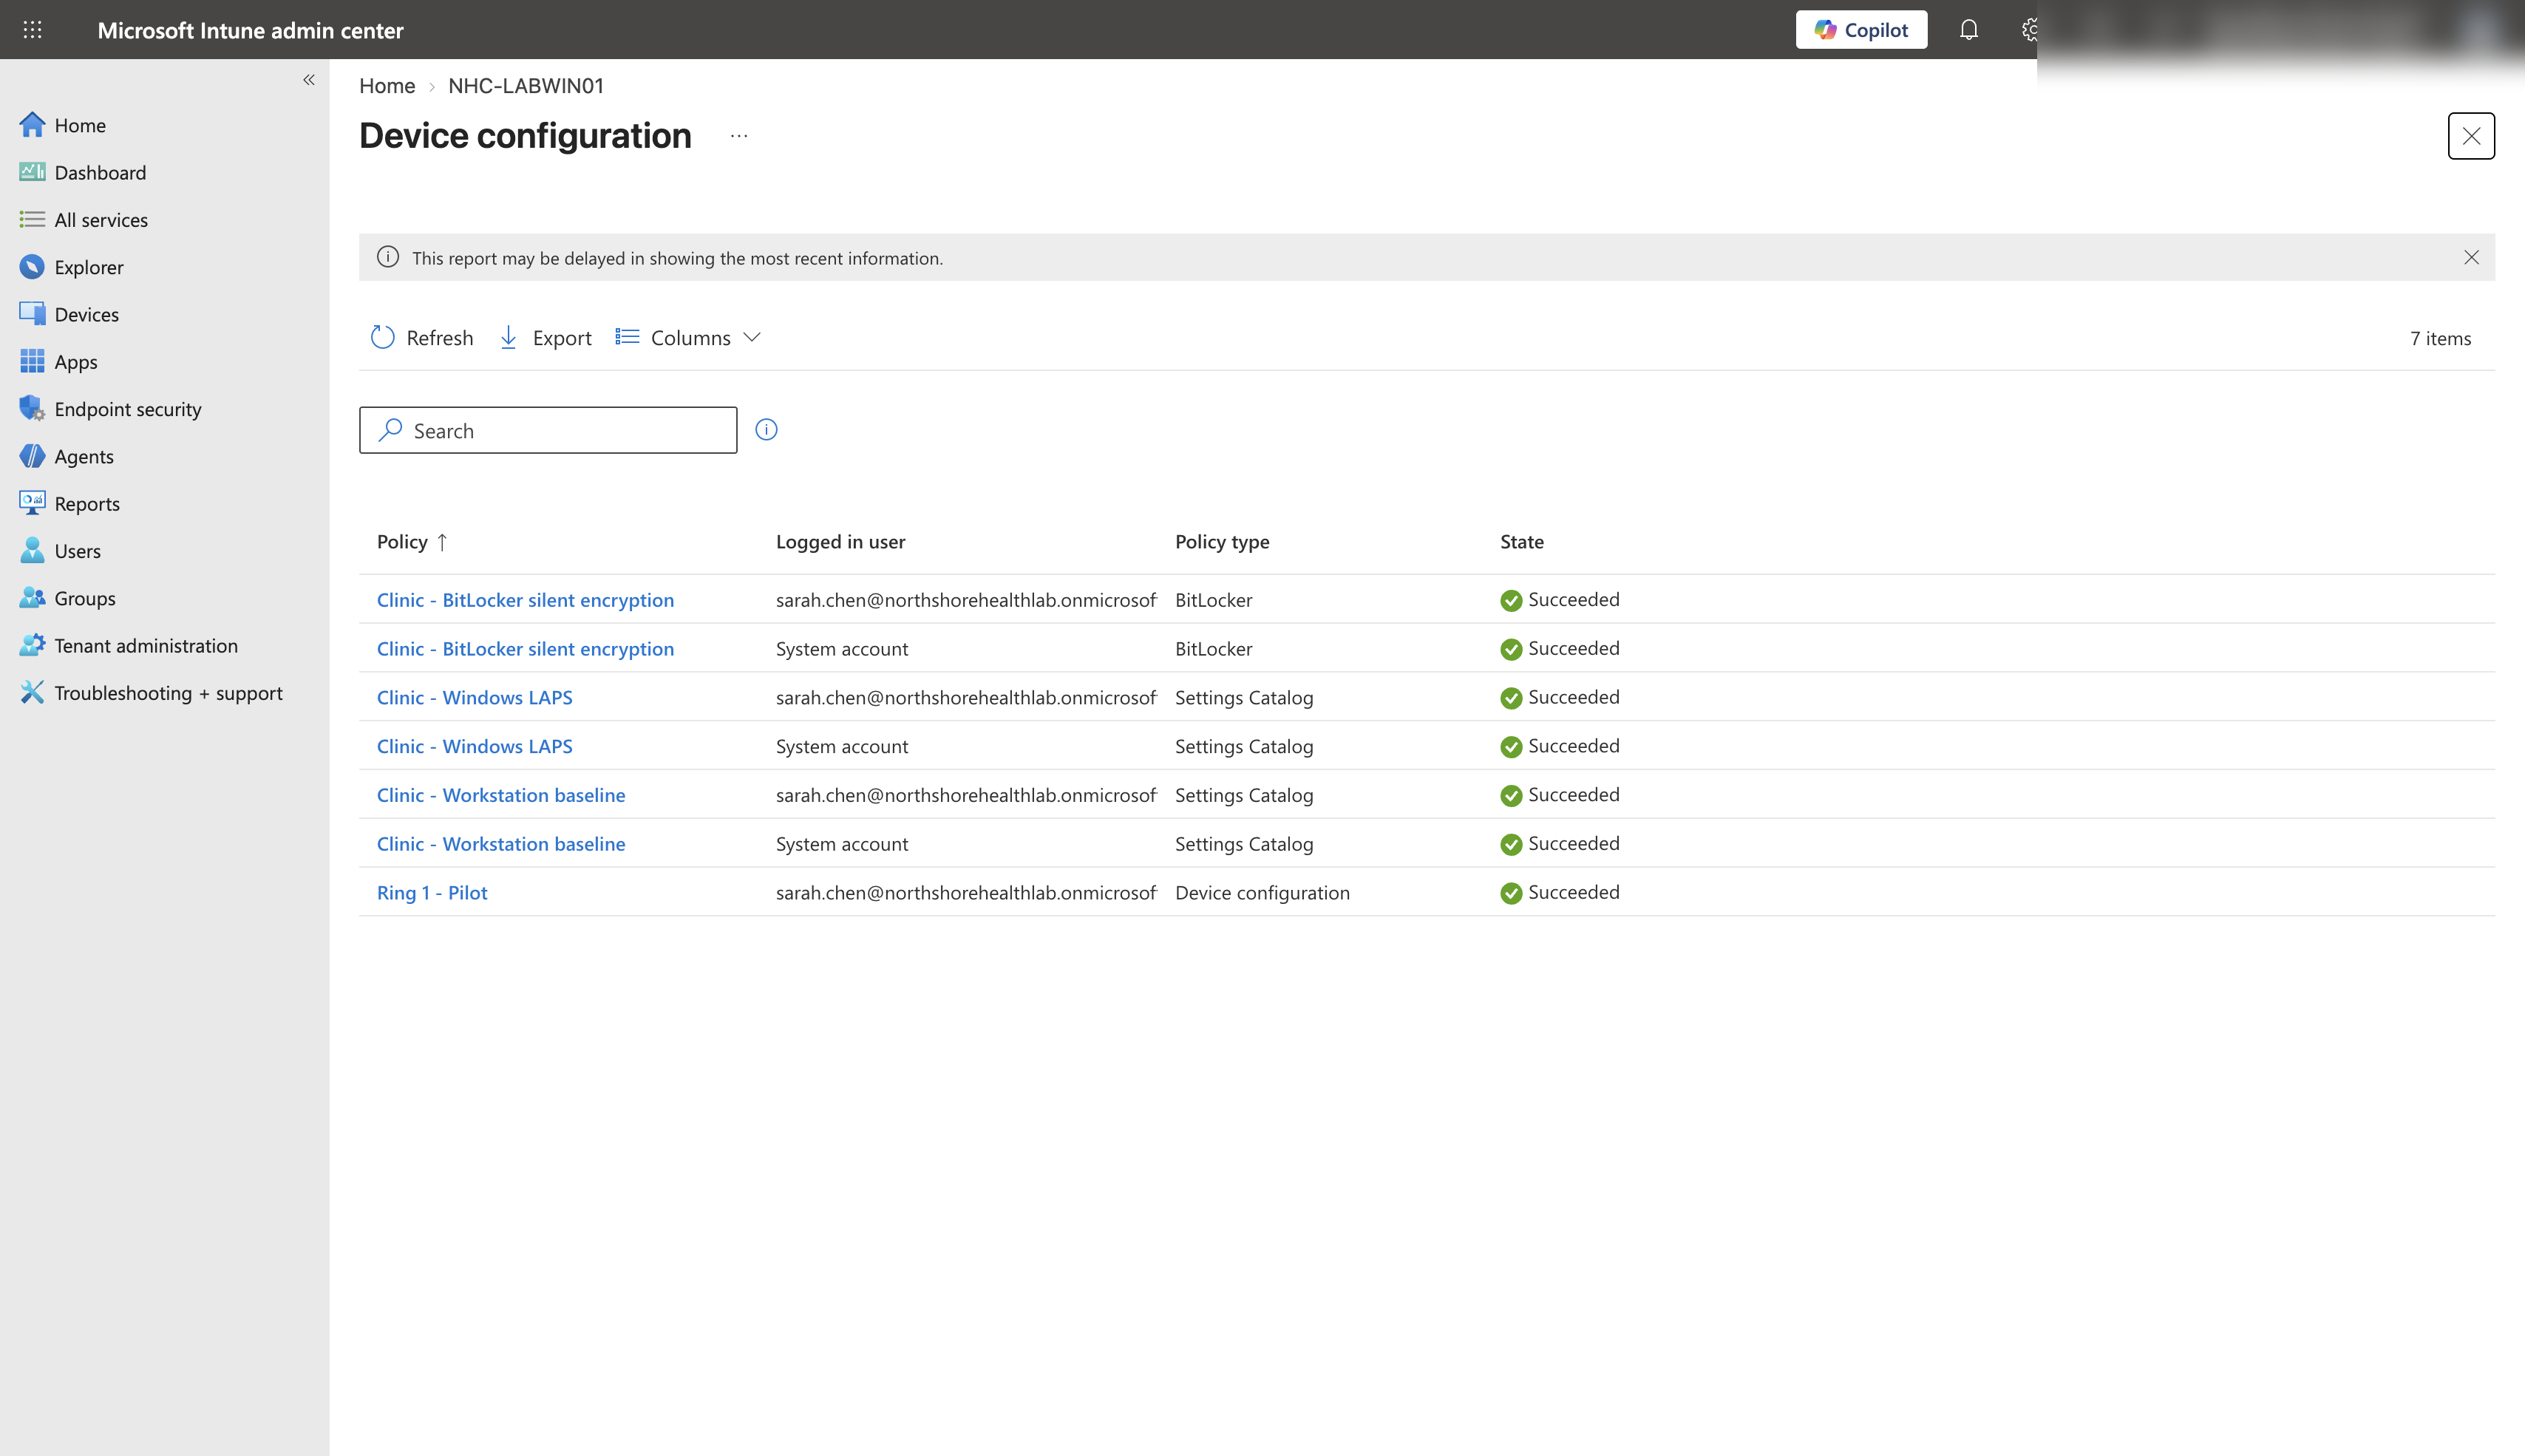 Microsoft Intune admin center
Copilot
Home
Dashboard
All services
Explorer
Devices
Apps
Endpoint security
Agents
Reports
Users
Groups
Tenant administration
Troubleshooting + support
Home > NHC-LABWIN01
Device configuration ...
This report may be delayed in showing the most recent information.
Refresh Export Columns 7 items
Search
Policy ↑ Logged in user Policy type State
Clinic - BitLocker silent encryption sarah.chen@northshorehealthlab.onmicrosof BitLocker Succeeded
Clinic - BitLocker silent encryption System account BitLocker Succeeded
Clinic - Windows LAPS sarah.chen@northshorehealthlab.onmicrosof Settings Catalog Succeeded
Clinic - Windows LAPS System account Settings Catalog Succeeded
Clinic - Workstation baseline sarah.chen@northshorehealthlab.onmicrosof Settings Catalog Succeeded
Clinic - Workstation baseline System account Settings Catalog Succeeded
Ring 1 - Pilot sarah.chen@northshorehealthlab.onmicrosof Device configuration Succeeded